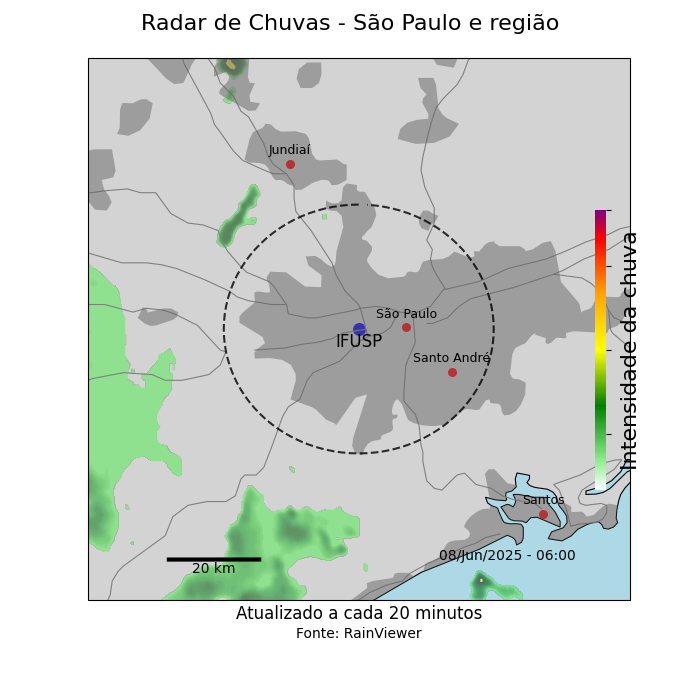 Radar de Chuvas - São Paulo e região
Jundiaí
São Paulo
IFUSP
Santo André
Intensidade da chuva
Santos
08/Jun/2025 - 06:00
20 km
Atualizado a cada 20 minutos
Fonte: RainViewer